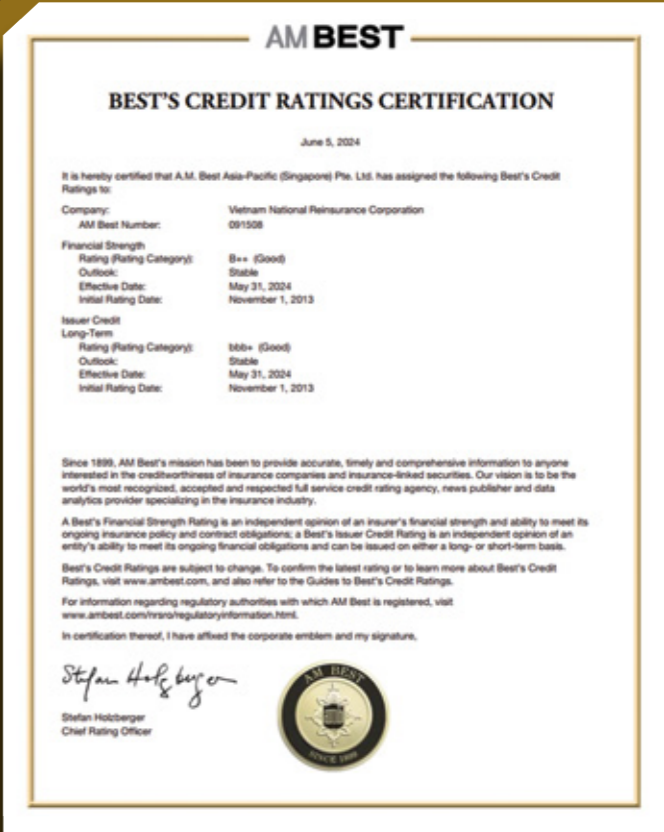 AM BEST
BEST'S CREDIT RATINGS CERTIFICATION
June 5, 2024
It is hereby certified that A.M. Best Asia-Pacific (Singapore) Pte. Ltd. has assigned the following Best's Credit
Ratings to:
Company: Vietnam National Reinsurance Corporation
AM Best Number: 091508
Financial Strength
Rating (Rating Category): B++ (Good)
Outlook: Stable
Effective Date: May 31, 2024
Initial Rating Date: November 1, 2013
Issuer Credit
Long-Term
Rating (Rating Category): bbb+ (Good)
Outlook: Stable
Effective Date: May 31, 2024
Initial Rating Date: November 1, 2013
Since 1899, AM Best's mission has been to provide accurate, timely and comprehensive information to anyone
interested in the creditworthiness of insurance companies and insurance-linked securities. Our vision is to be the
world's most recognized, accepted and respected full service credit rating agency, news publisher and data
analytics provider specializing in the insurance industry.
A Best's Financial Strength Rating is an independent opinion of an insurer's financial strength and ability to meet its
ongoing insurance policy and contract obligations; a Best's Issuer Credit Rating is an independent opinion of an
entity's ability to meet its ongoing financial obligations and can be issued on either a long- or short-term basis.
Best's Credit Ratings are subject to change. To confirm the latest rating or to learn more about Best's Credit
Ratings, visit www.ambest.com, and also refer to the Guides to Best's Credit Ratings.
For information regarding regulatory authorities with which AM Best is registered, visit
www.ambest.com/nrsro/regulatoryinformation.html.
In certification thereof, I have affixed the corporate emblem and my signature,
Stefan Holzberger
Stefan Holzberger
Chief Rating Officer
AM BEST
SINCE 1899